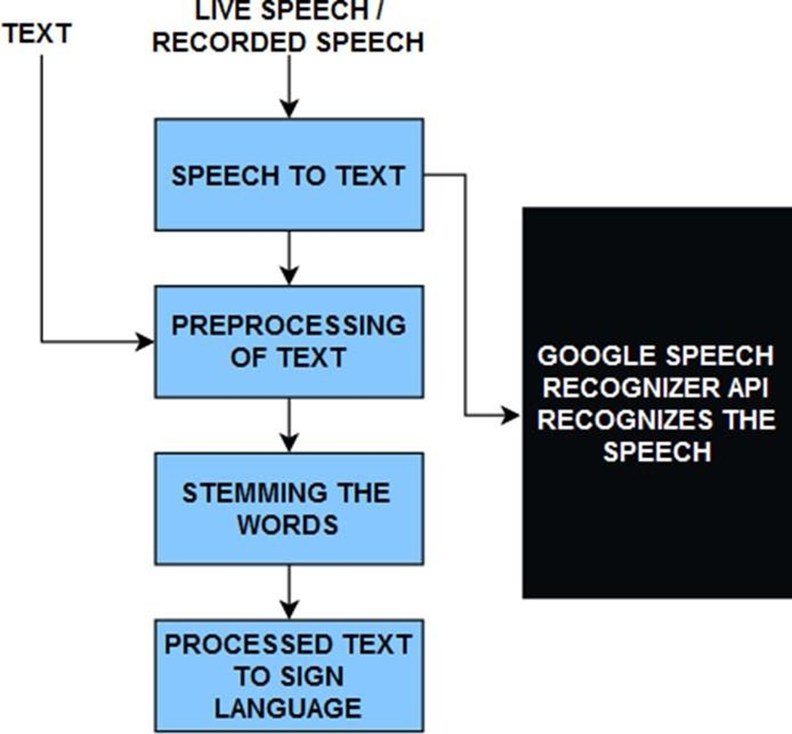 TEXT
LIVE SPEECH /
RECORDED SPEECH
SPEECH TO TEXT
PREPROCESSING
OF TEXT
GOOGLE SPEECH
RECOGNIZER API
RECOGNIZES THE
SPEECH
STEMMING THE
WORDS
PROCESSED TEXT
TO SIGN
LANGUAGE